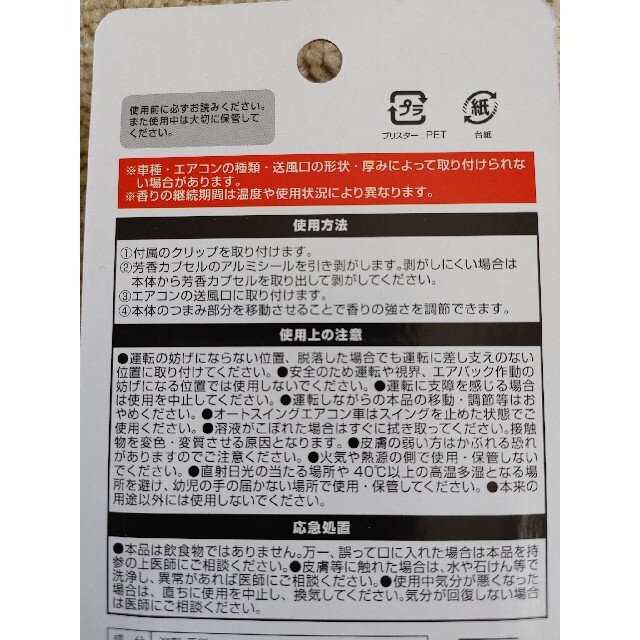 使用前に必ずお読みください。
また使用中は大切に保管して
ください。
プラ
ブリスター：PET
紙
台紙
※車種・エアコンの種類・送風口の形状・厚みによって取り付けられな
い場合があります。
※香りの継続期間は温度や使用状況により異なります。
使用方法
①付属のクリップを取り付けます。
②芳香カプセルのアルミシールを引き剥がします。剥がしにくい場合は
本体から芳香カプセルを取り出して剥がしてください。
③エアコンの送風口に取り付けます。
④本体のつまみ部分を移動させることで香りの強さを調節できます。
使用上の注意
●運転の妨げにならない位置、脱落した場合でも運転に差し支えのない
位置に取り付けてください。●安全のため運転や視界、エアバック作動の
妨げになる位置では使用しないでください。●運転に支障を感じる場合
は使用を中止してください。●運転しながらの本品の移動・調節等はお
やめください。●オートスイングエアコン車はスイングを止めた状態でご
使用ください。●溶液がこぼれた場合はすぐに拭き取ってください。接触
物を変色・変質させる原因となります。●皮膚の弱い方はかぶれる恐れ
がありますのでご注意ください。●火気や熱源の側で使用・保管しない
でください。●直射日光の当たる場所や40℃以上の高温多湿となる場
所を避け、幼児の手の届かない場所で使用・保管してください。●本来の
用途以外には使用しないでください。
応急処置
●本品は飲食物ではありません。万一、誤って口に入れた場合は本品を持
参の上医師にご相談ください。●皮膚等に触れた場合は、水や石けん等で
洗浄し、異常があれば医師にご相談ください。●使用中気分が悪くなった
場合は、直ちに使用を中止し、換気してください。気分が回復しない場合
は医師にご相談ください。